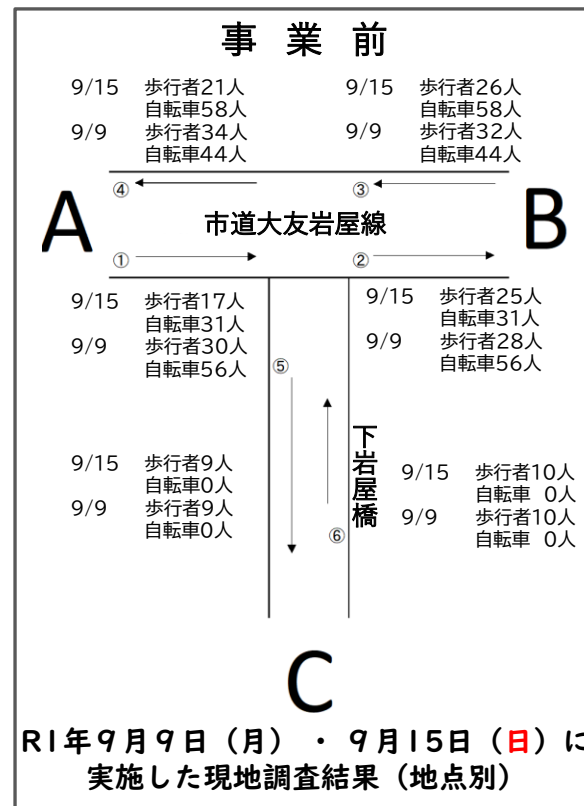 事業前
9/15 歩行者21人
自転車58人
9/9 歩行者34人
自転車44人
9/15 歩行者26人
自転車58人
9/9 歩行者32人
自転車44人
④
③
A
市道大友岩屋線
B
①
②
9/15 歩行者17人
自転車31人
9/9 歩行者30人
自転車56人
9/15 歩行者25人
自転車31人
9/9 歩行者28人
自転車56人
⑤
下岩屋橋
9/15 歩行者9人
自転車0人
9/9 歩行者9人
自転車0人
9/15 歩行者10人
自転車 0人
9/9 歩行者10人
自転車 0人
⑥
C
R1年9月9日(月)・9月15日(日)に
実施した現地調査結果(地点別)